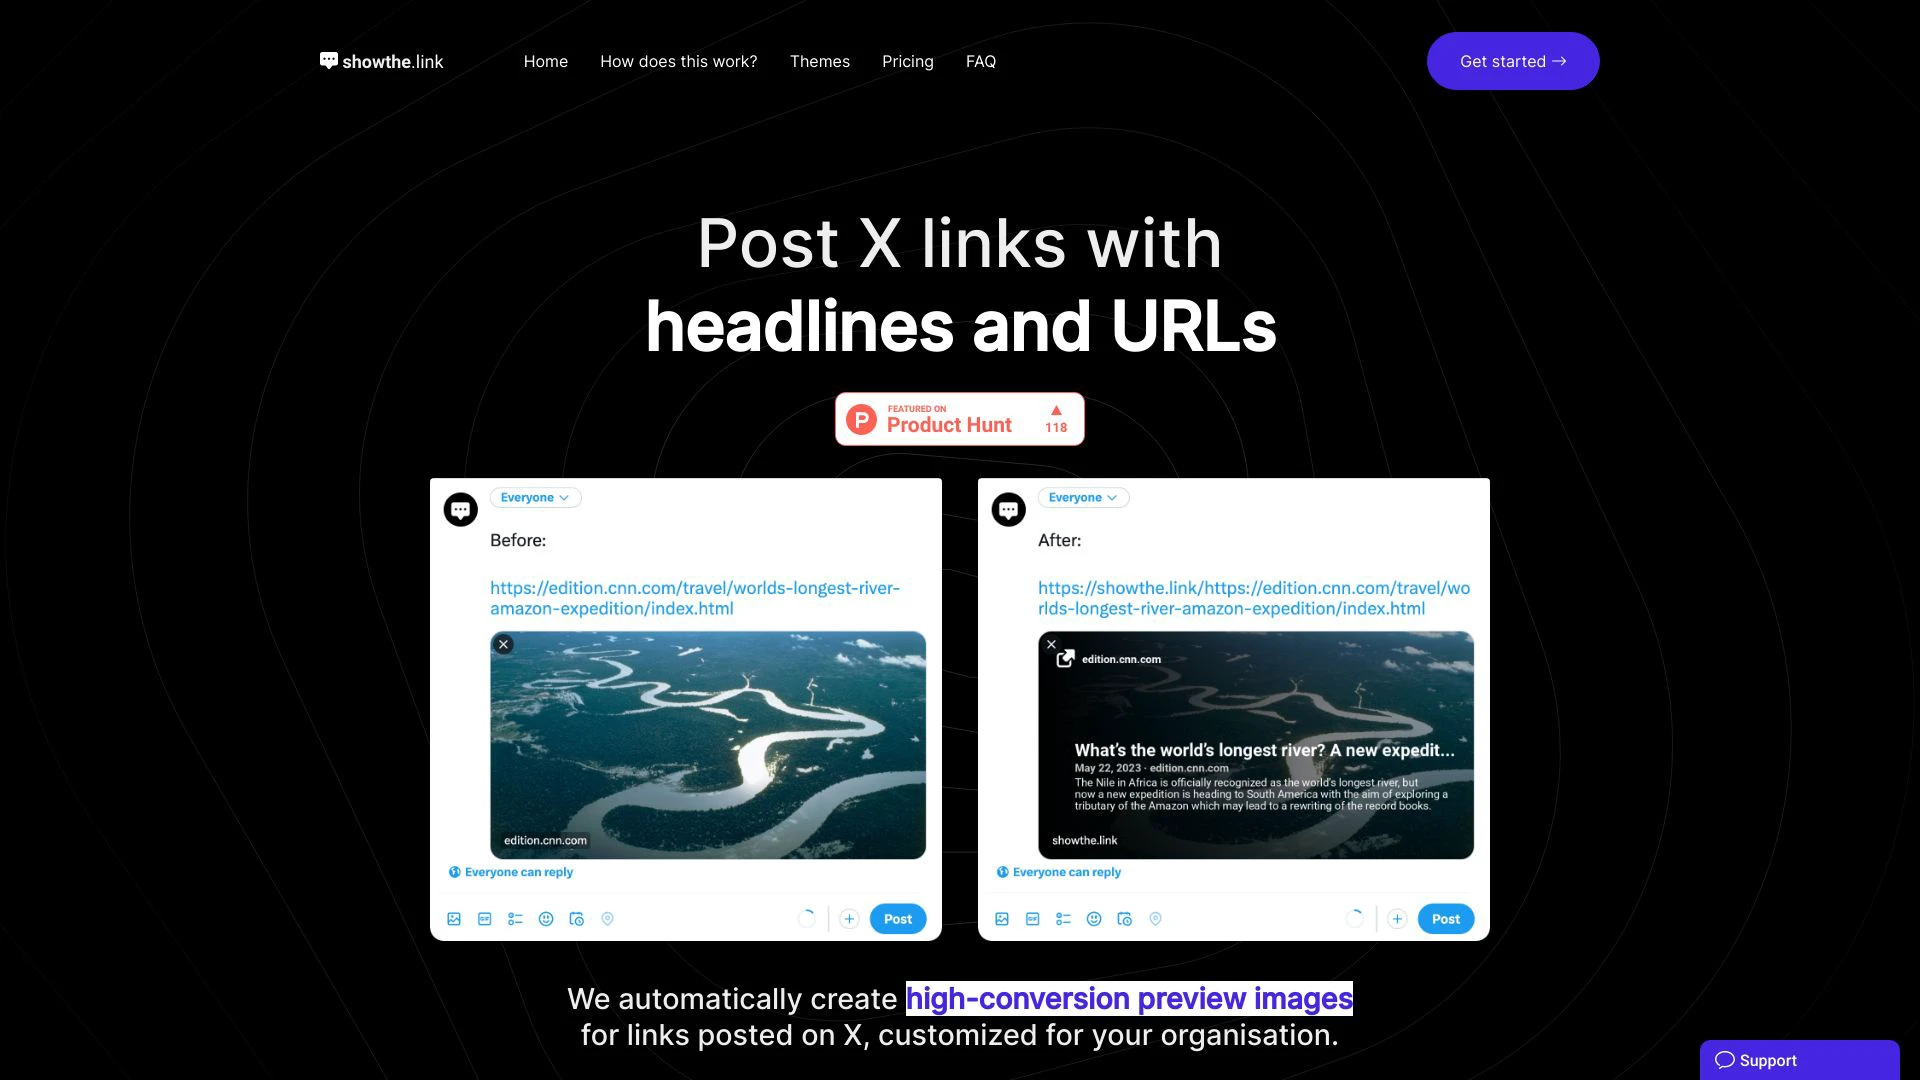 showthe.link
Home
How does this work?
Themes
Pricing
FAQ
Get started →
Post X links with
headlines and URLs
FEATURED ON
Product Hunt
118
Everyone
Before:
https://edition.cnn.com/travel/worlds-longest-river-
amazon-expedition/index.html
edition.cnn.com
Everyone can reply
GIF
Post
Everyone
After:
https://showthe.link/https://edition.cnn.com/travel/wo
rlds-longest-river-amazon-expedition/index.html
edition.cnn.com
What's the world's longest river? A new expedit...
May 22, 2023 · edition.cnn.com
The Nile in Africa is officially recognized as the world's longest river, but
now a new expedition is heading to South America with the aim of exploring a
tributary of the Amazon which may lead to a rewriting of the record books.
showthe.link
Everyone can reply
GIF
Post
We automatically create high-conversion preview images
for links posted on X, customized for your organisation.
Support